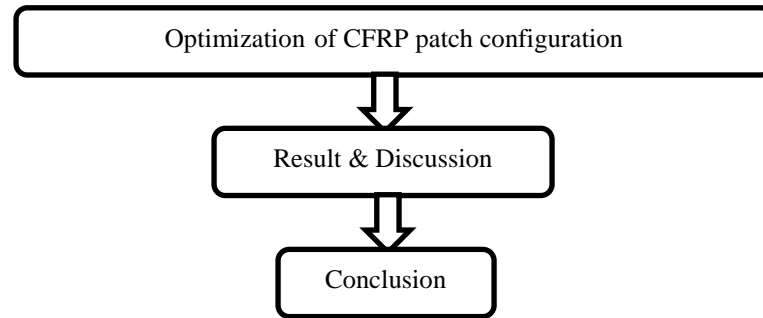 Optimization of CFRP patch configuration
Result & Discussion
Conclusion